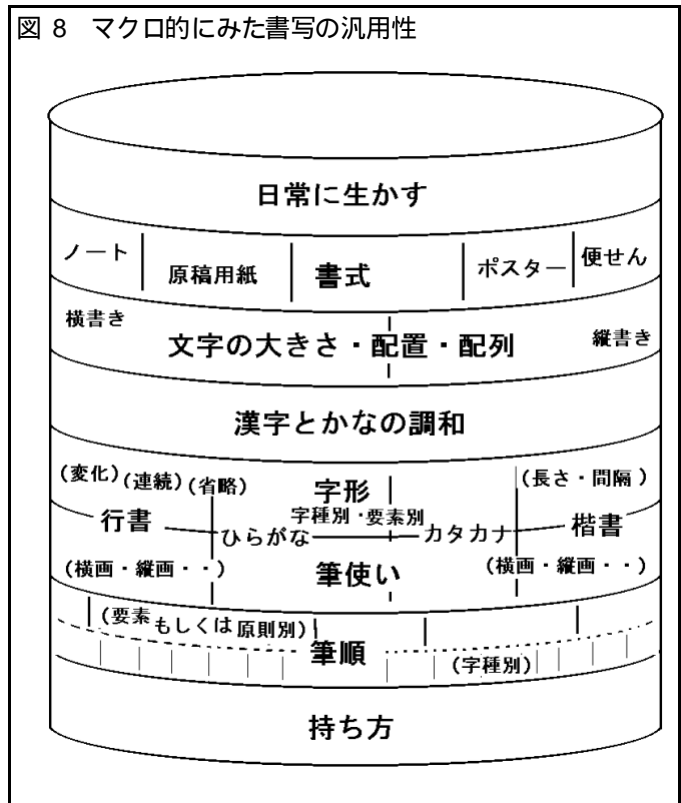 図 8　マクロ的にみた書写の汎用性
日常に生かす
ノート 原稿用紙 書式 ポスター 便せん
横書き 文字の大きさ・配置・配列 縦書き
漢字とかなの調和
(変化) (連続) (省略) 字形 (長さ・間隔)
字種別・要素別
行書 ひらがな カタカナ 楷書
(横画・縦画・・) 筆使い (横画・縦画・・)
(要素もしくは原則別)
筆順 (字種別)
持ち方